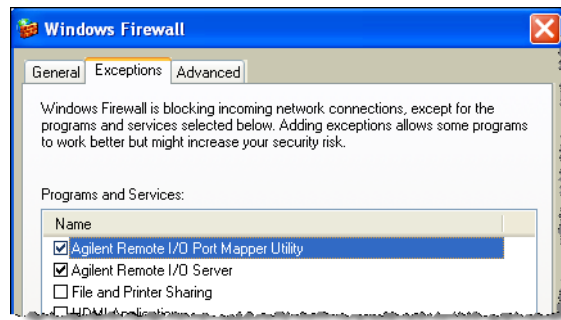 Windows Firewall
General Exceptions Advanced
Windows Firewall is blocking incoming network connections, except for the
programs and services selected below. Adding exceptions allows some programs
to work better but might increase your security risk.
Programs and Services:
Name
Agilent Remote I/O Port Mapper Utility
Agilent Remote I/O Server
File and Printer Sharing